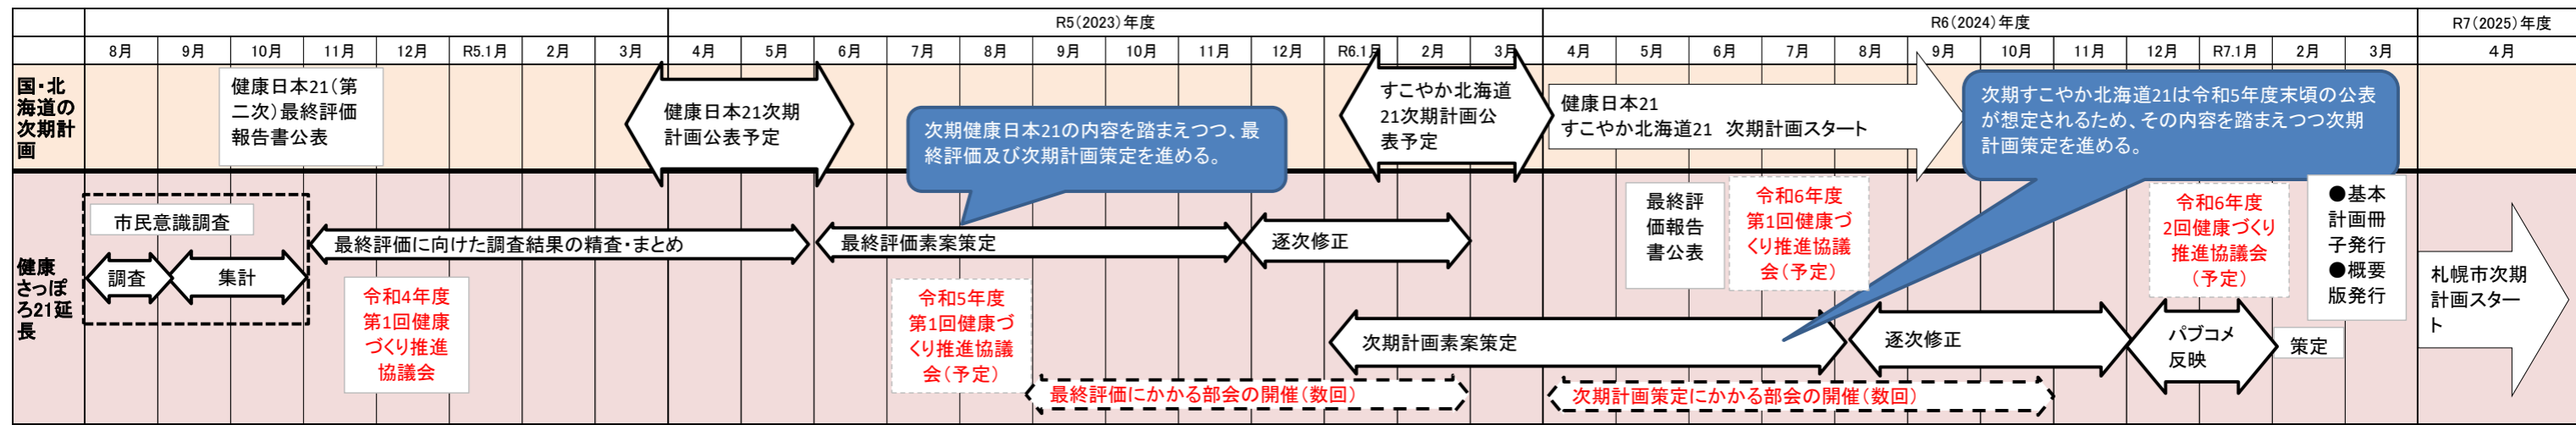 R5(2023)年度
R6(2024)年度
R7(2025)年度
8月
9月
10月
11月
12月
R5.1月
2月
3月
4月
5月
6月
7月
8月
9月
10月
11月
12月
R6.1月
2月
3月
4月
5月
6月
7月
8月
9月
10月
11月
12月
R7.1月
2月
3月
4月
国・北
海道の
次期計
画
健康日本21(第
二次)最終評価
報告書公表
健康日本21次期
計画公表予定
次期健康日本21の内容を踏まえつつ、最
終評価及び次期計画策定を進める。
すこやか北海道
21次期計画公
表予定
健康日本21
すこやか北海道21　次期計画スタート
次期すこやか北海道21は令和5年度末頃の公表
が想定されるため、その内容を踏まえつつ次期
計画策定を進める。
健康
さっぽ
ろ21延
長
市民意識調査
調査
集計
最終評価に向けた調査結果の精査・まとめ
令和4年度
第1回健康
づくり推進
協議会
最終評価素案策定
令和5年度
第1回健康づ
くり推進協議
会(予定)
逐次修正
最終評価にかかる部会の開催(数回)
最終評
価報告
書公表
令和6年度
第1回健康づ
くり推進協議
会(予定)
次期計画素案策定
次期計画策定にかかる部会の開催(数回)
逐次修正
令和6年度
2回健康づくり
推進協議会
(予定)
パブコメ
反映
策定
●基本
計画冊
子発行
●概要
版発行
札幌市次期
計画スター
ト